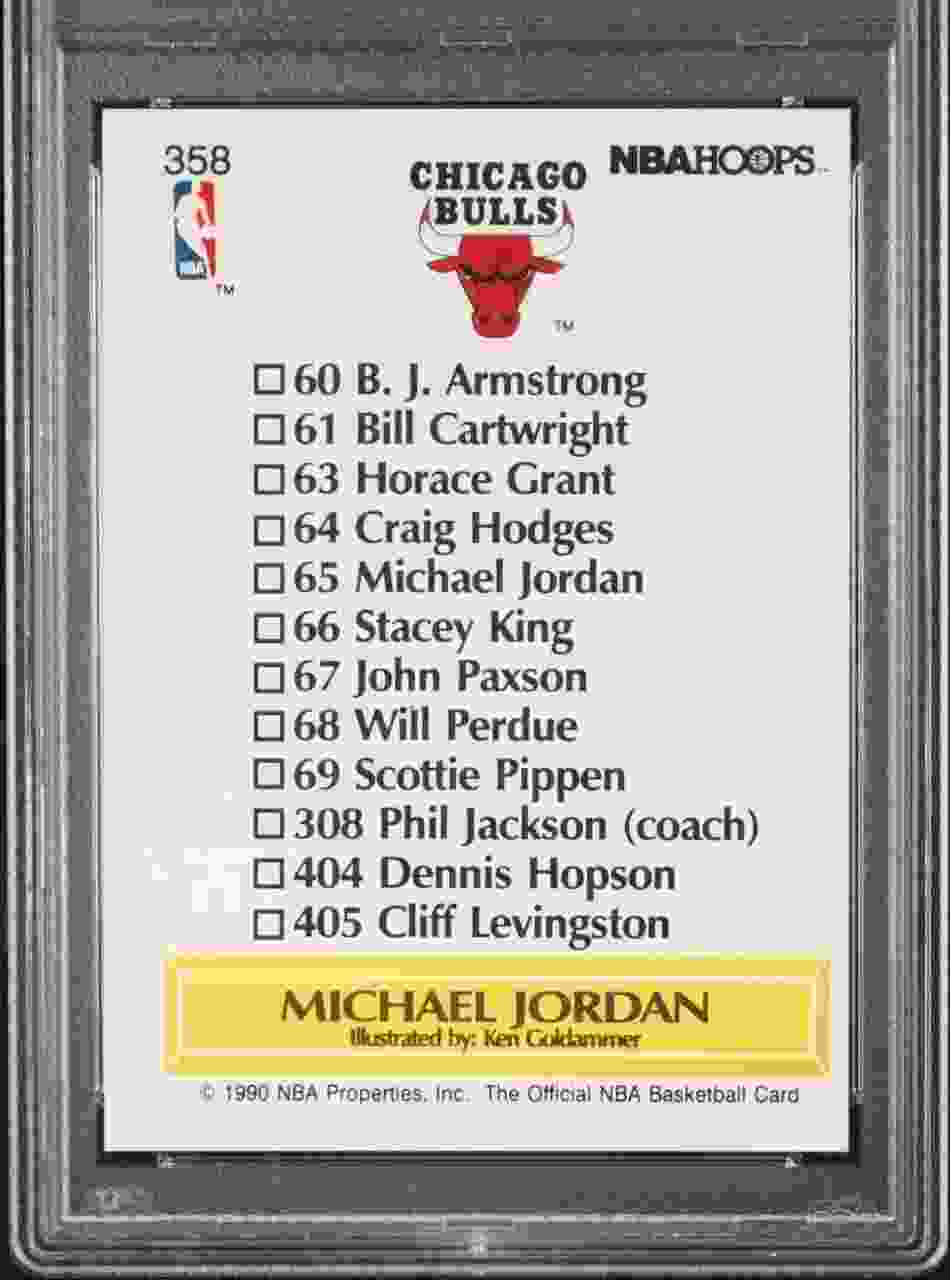 358
NBAHOOPS
CHICAGO
BULLS
NBA
TM
TM
60 B. J. Armstrong
61 Bill Cartwright
63 Horace Grant
64 Craig Hodges
65 Michael Jordan
66 Stacey King
67 John Paxson
68 Will Perdue
69 Scottie Pippen
308 Phil Jackson (coach)
404 Dennis Hopson
405 Cliff Levingston
MICHAEL JORDAN
Illustrated by: Ken Goldammer
© 1990 NBA Properties, Inc. The Official NBA Basketball Card